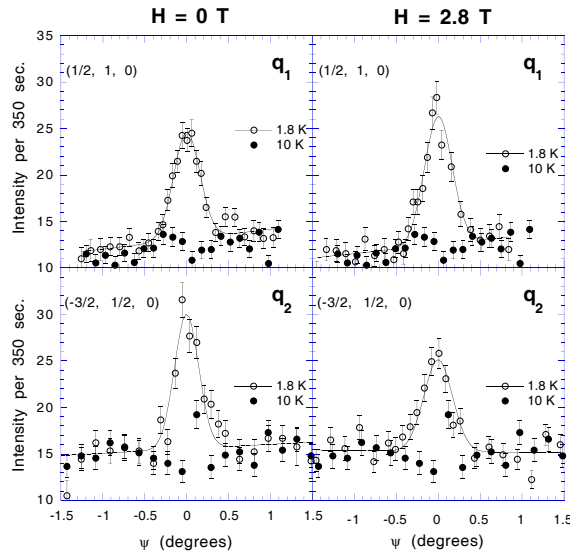 H = 0 T
H = 2.8 T
35
(1/2, 1, 0)
q1
(1/2, 1, 0)
q1
30
25
1.8 K
10 K
1.8 K
10 K
20
15
10
Intensity per 350 sec.
(-3/2, 1/2, 0)
q2
(-3/2, 1/2, 0)
q2
30
25
1.8 K
10 K
1.8 K
10 K
20
15
10
Intensity per 350 sec.
-1.5 -1 -0.5 0 0.5 1 1.5 -1 -0.5 0 0.5 1 1.5
ψ (degrees)
ψ (degrees)